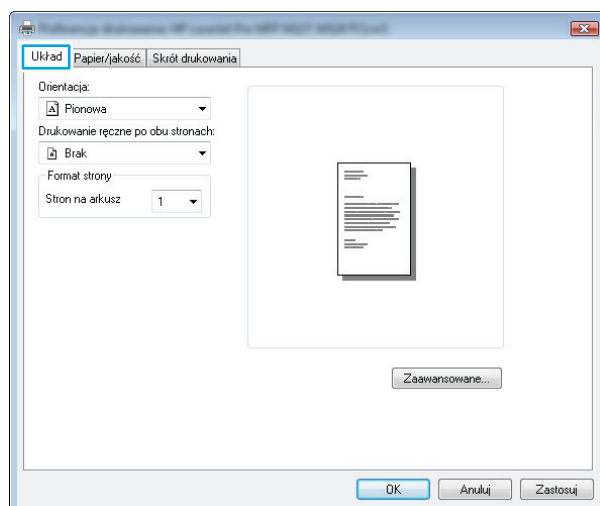 Układ Papier/jakość Skrót drukowania
Orientacja:
A Pionowa
Drukowanie ręczne po obu stronach:
Brak
Format strony
Stron na arkusz 1
Zaawansowane...
OK Anuluj Zastosuj